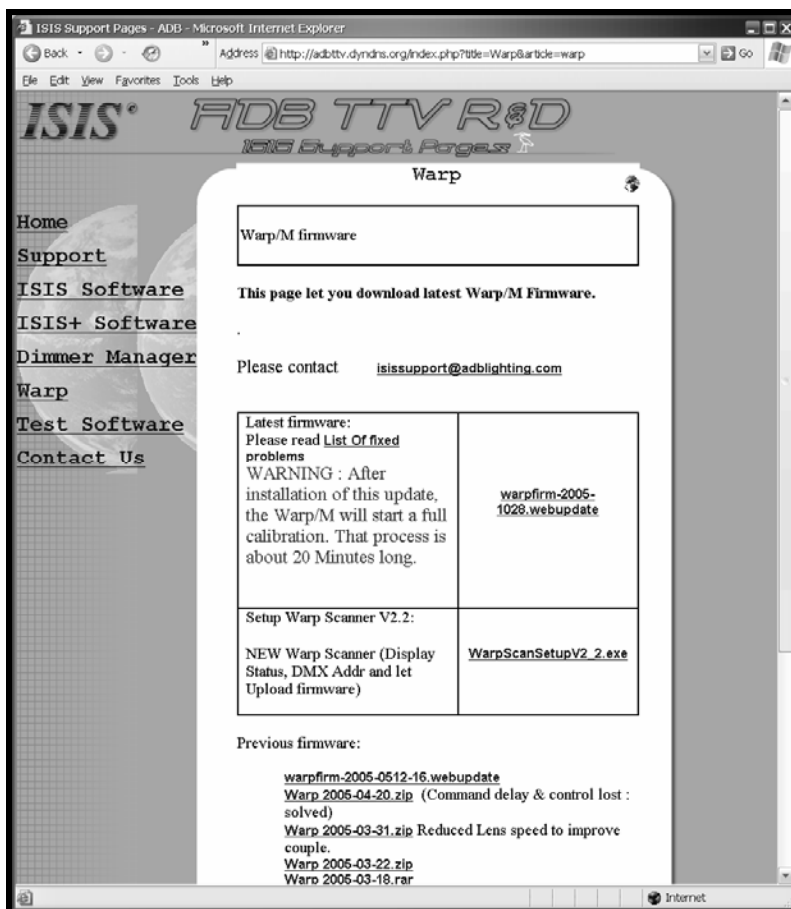 ISIS Support Pages - ADB - Microsoft Internet Explorer
Back
Address http://adbttv.dyndns.org/index.php?title=Warp&article=warp
Go
File Edit View Favorites Tools Help
ISIS®
ADB TTV R&D
ISIS Support Pages
Warp
Home
Support
ISIS Software
ISIS+ Software
Dimmer Manager
Warp
Test Software
Contact Us
Warp/M firmware
This page let you download latest Warp/M Firmware.
.
Please contact isissupport@adblighting.com
Latest firmware:
Please read List Of fixed
problems
WARNING : After
installation of this update,
the Warp/M will start a full
calibration. That process is
about 20 Minutes long.
warpfirm-2005-
1028.webupdate
Setup Warp Scanner V2.2:
NEW Warp Scanner (Display
Status, DMX Addr and let
Upload firmware)
WarpScanSetupV2_2.exe
Previous firmware:
warpfirm-2005-0512-16.webupdate
Warp 2005-04-20.zip (Command delay & control lost :
solved)
Warp 2005-03-31.zip Reduced Lens speed to improve
couple.
Warp 2005-03-22.zip
Warp 2005-03-18.rar
Internet